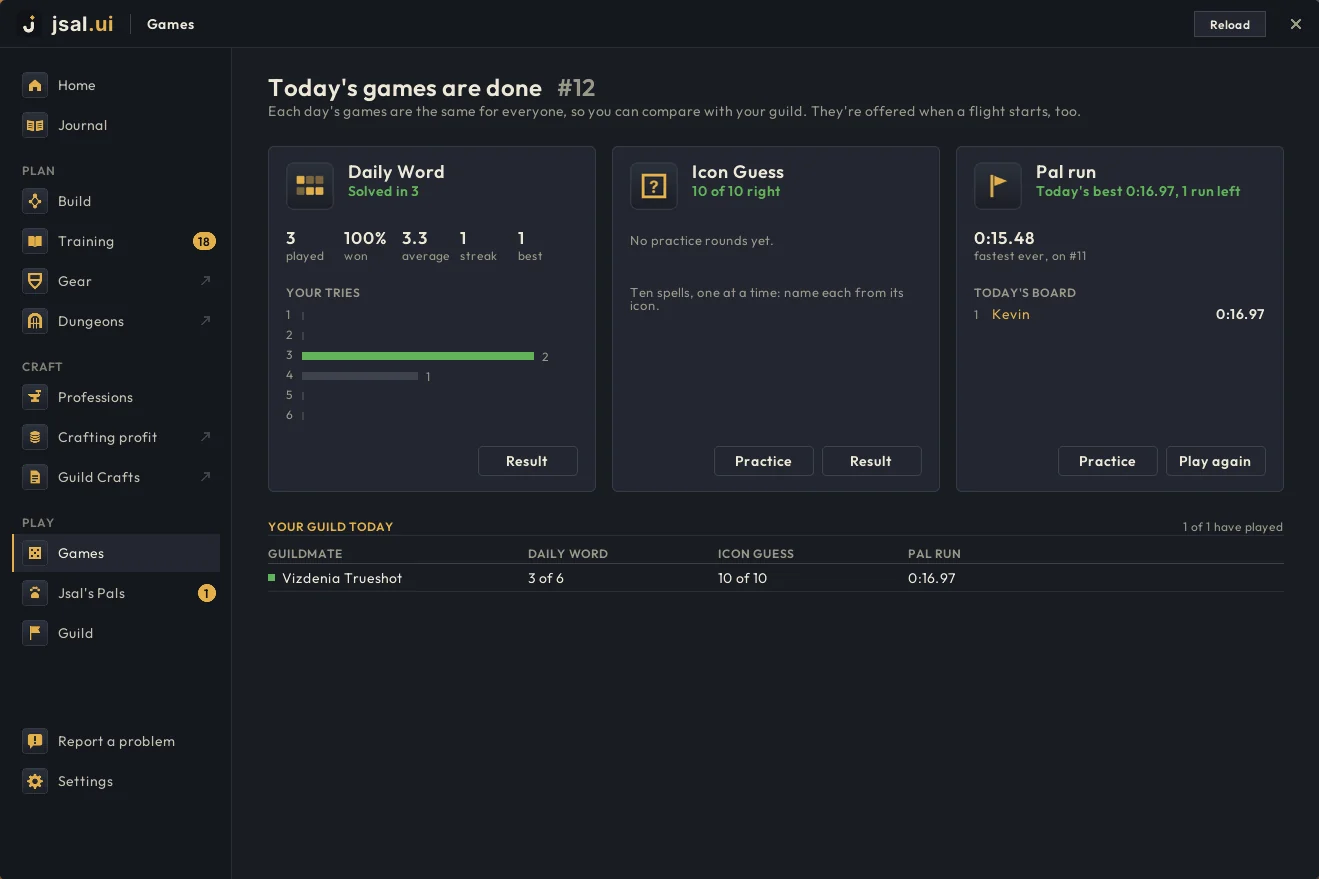 jsal.ui
Games
Reload
Home
Journal
PLAN
Build
Training 18
Gear
Dungeons
CRAFT
Professions
Crafting profit
Guild Crafts
PLAY
Games
Jsal's Pals 1
Guild
Report a problem
Settings
Today's games are done #12
Each day's games are the same for everyone, so you can compare with your guild. They're offered when a flight starts, too.
Daily Word
Solved in 3
3 100% 3.3 1 1
played won average streak best
YOUR TRIES
1
2
3 2
4 1
5
6
Result
Icon Guess
10 of 10 right
No practice rounds yet.
Ten spells, one at a time: name each from its
icon.
Practice Result
Pal run
Today's best 0:16.97, 1 run left
0:15.48
fastest ever, on #11
TODAY'S BOARD
1 Kevin 0:16.97
Practice Play again
YOUR GUILD TODAY 1 of 1 have played
GUILDMATE DAILY WORD ICON GUESS PAL RUN
Vizdenia Trueshot 3 of 6 10 of 10 0:16.97